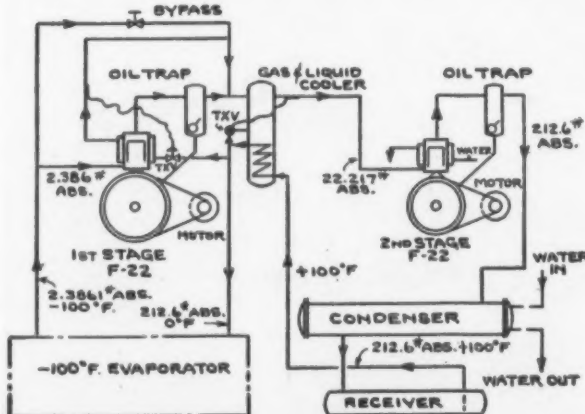 BYPASS
OIL TRAP
GAS & LIQUID
COOLER
OIL TRAP
TXV
212.6#
ABS.
WATER
TXV
2.386#
ABS.
22.217#
ABS.
MOTOR
MOTOR
1ST STAGE
F-22
2ND STAGE
F-22
WATER
IN
+100°F
2.3861# ABS.
-100°F.
212.6# ABS.
0°F
CONDENSER
-100°F. EVAPORATOR
212.6# ABS. +100°F
WATER OUT
RECEIVER